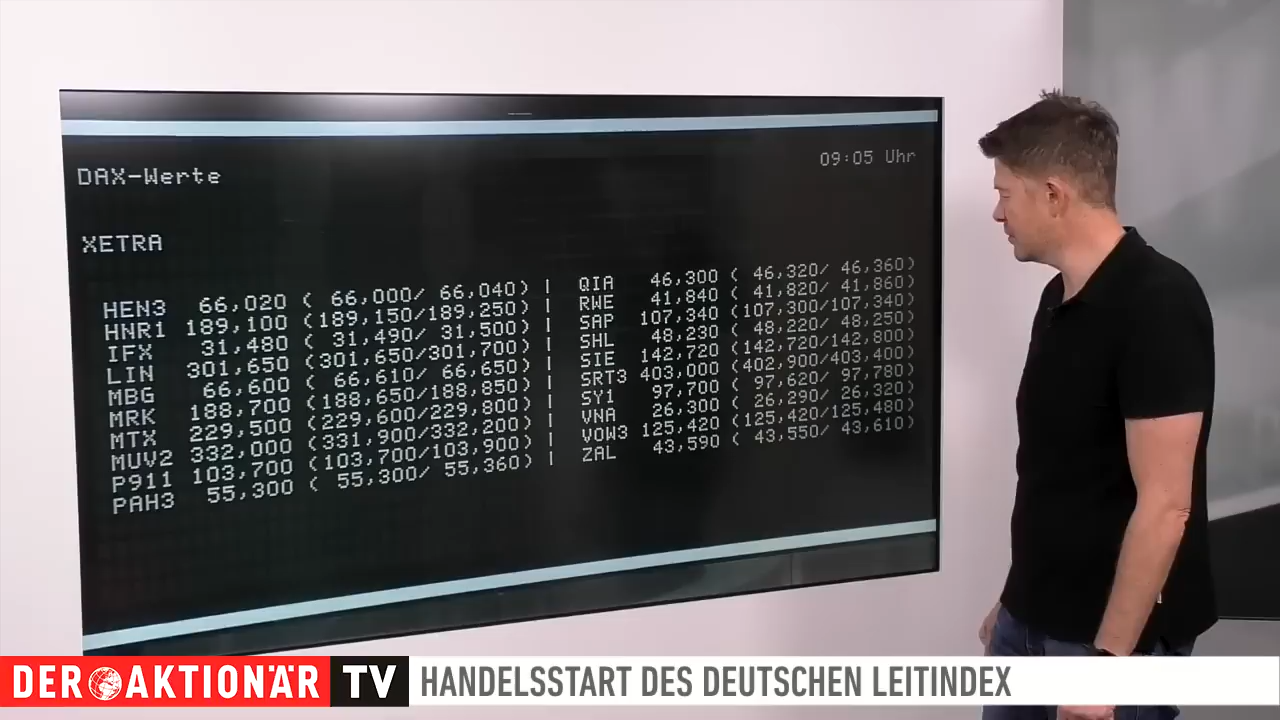 DAX-Werte
09:05 Uhr
XETRA
HEN3 66,020 ( 66,000/ 66,040) | QIA 46,300 ( 46,320/ 46,360)
HNR1 189,100 (189,150/189,250) | RWE 41,840 ( 41,820/ 41,860)
IFX 31,480 ( 31,490/ 31,500) | SAP 107,340 (107,300/107,340)
LIN 301,650 (301,650/301,700) | SHL 48,230 ( 48,220/ 48,250)
MBG 66,600 ( 66,610/ 66,650) | SIE 142,720 (142,720/142,800)
MRK 188,700 (188,650/188,850) | SRT3 403,000 (402,900/403,400)
MTX 229,500 (229,600/229,800) | SY1 97,700 ( 97,620/ 97,780)
MUV2 332,000 (331,900/332,200) | VNA 26,300 ( 26,290/ 26,320)
P911 103,700 (103,700/103,900) | VOW3 125,420 (125,420/125,480)
PAH3 55,300 ( 55,300/ 55,360) | ZAL 43,590 ( 43,550/ 43,610)
DER AKTIONÄR TV HANDELSSTART DES DEUTSCHEN LEITINDEX